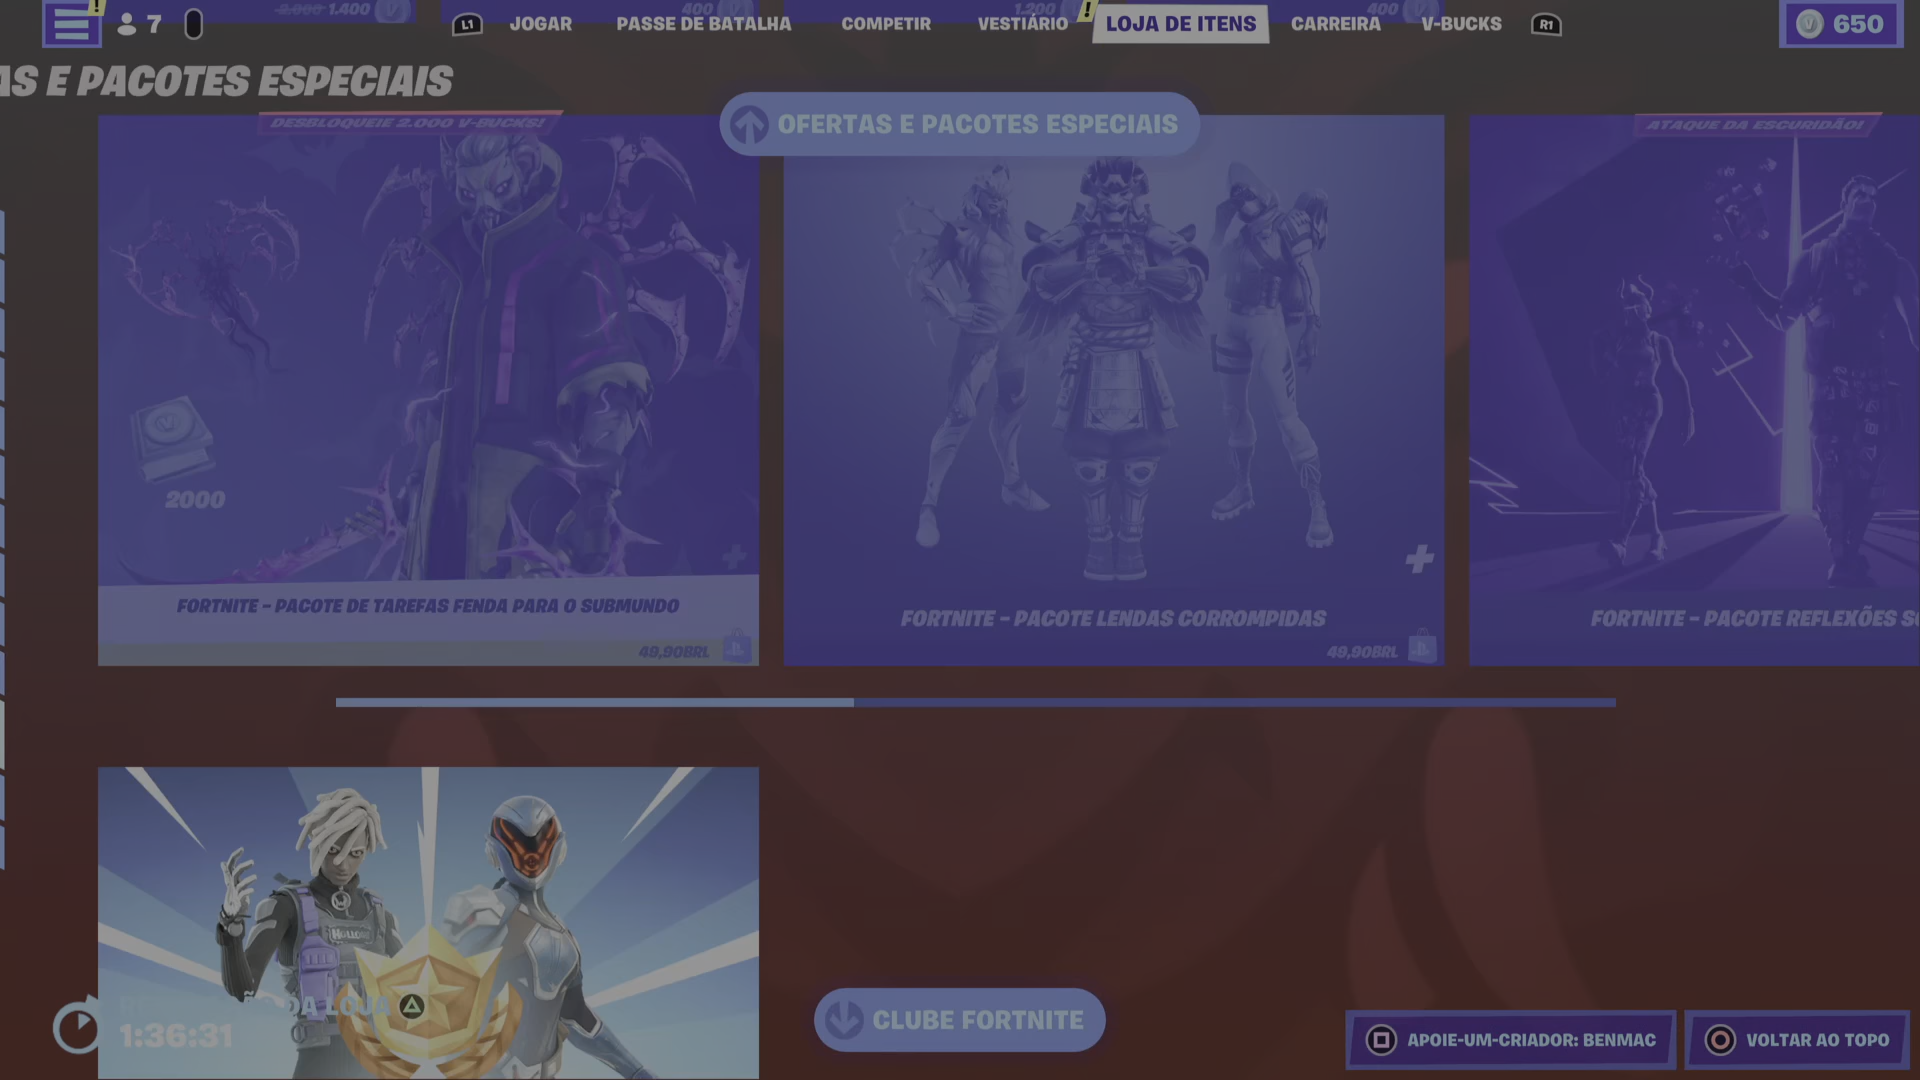 2.000 1.400
400
1.200
400
7
L1
JOGAR
PASSE DE BATALHA
COMPETIR
VESTIÁRIO
!
LOJA DE ITENS
CARREIRA
V-BUCKS
R1
650
AS E PACOTES ESPECIAIS
OFERTAS E PACOTES ESPECIAIS
DESBLOQUEIE 2.000 V-BUCKS!
2000
FORTNITE - PACOTE DE TAREFAS FENDA PARA O SUBMUNDO
49,90BRL
FORTNITE - PACOTE LENDAS CORROMPIDAS
49,90BRL
ATAQUE DA ESCURIDÃO!
FORTNITE - PACOTE REFLEXÕES
HOLLOWS
DA LOJA
1:36:31
CLUBE FORTNITE
APOIE-UM-CRIADOR: BENMAC
VOLTAR AO TOPO